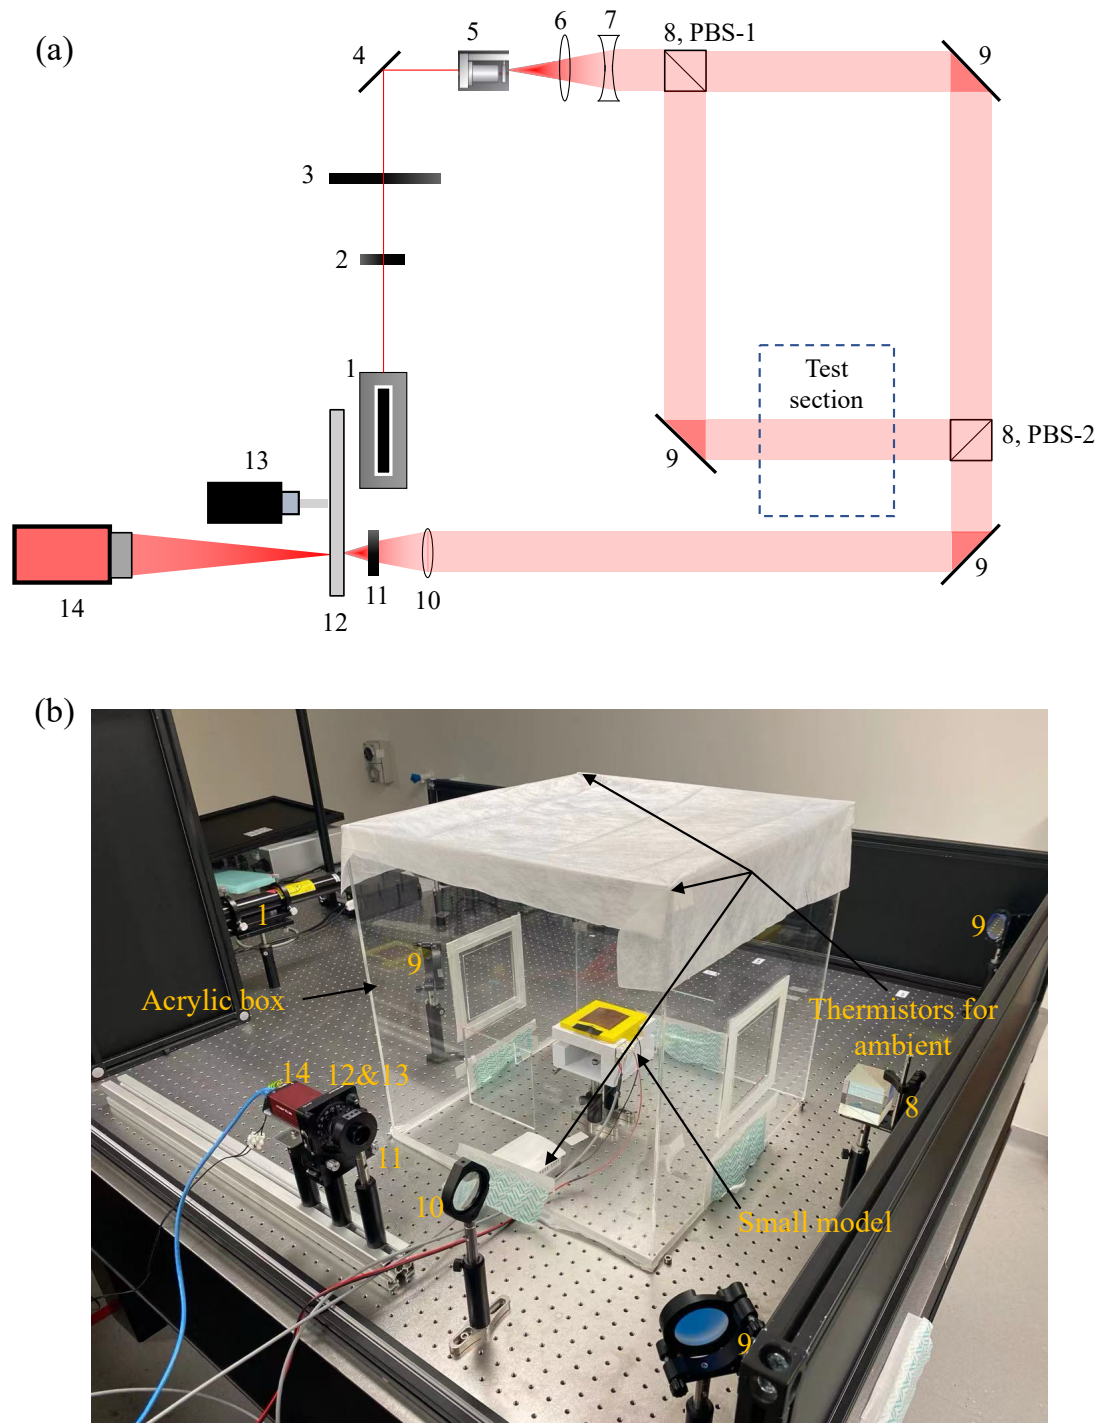 (a)
4
5
6
7
8, PBS-1
9
3
2
1
Test
section
8, PBS-2
9
13
14
12
11
10
9
(b)
1
9
9
Acrylic box
Thermistors for
ambient
14
12&13
8
11
10
Small model
9